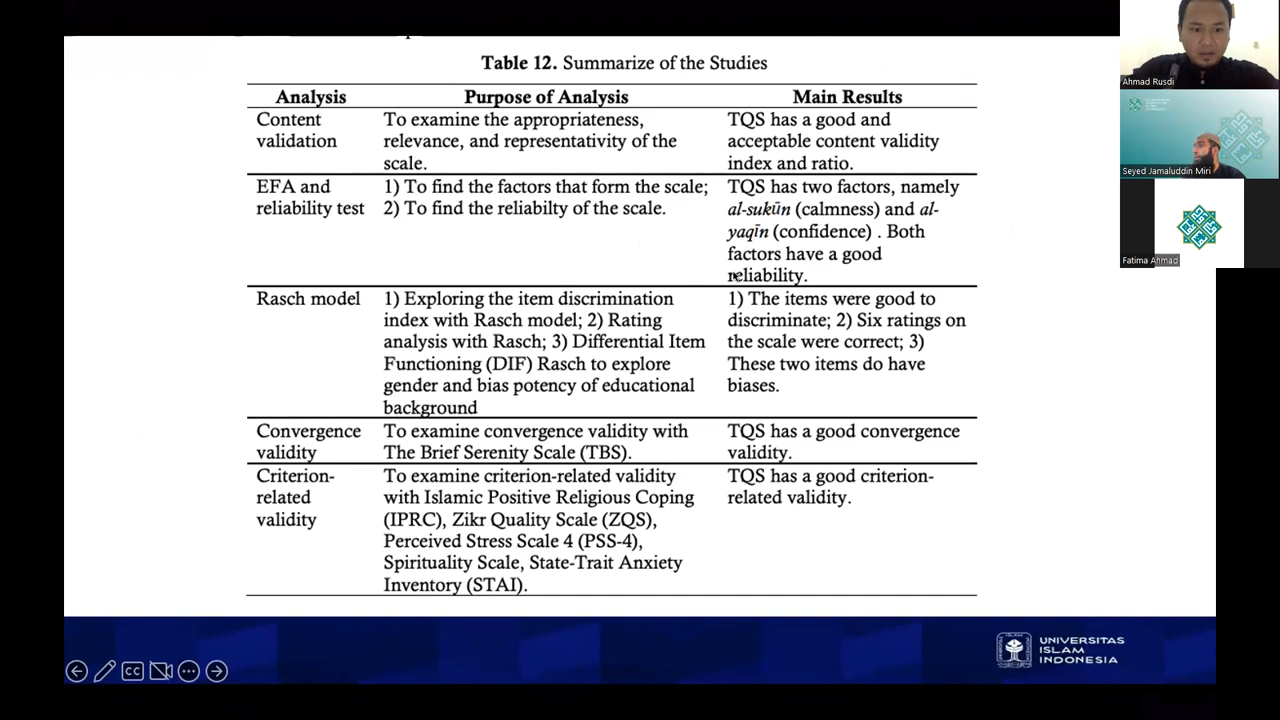 Table 12. Summarize of the Studies
Analysis
Purpose of Analysis
Main Results
Content
validation
To examine the appropriateness,
relevance, and representativity of the
scale.
TQS has a good and
acceptable content validity
index and ratio.
EFA and
reliability test
1) To find the factors that form the scale;
2) To find the reliabilty of the scale.
TQS has two factors, namely
al-sukūn (calmness) and al-
yaqīn (confidence) . Both
factors have a good
reliability.
Rasch model
1) Exploring the item discrimination
index with Rasch model; 2) Rating
analysis with Rasch; 3) Differential Item
Functioning (DIF) Rasch to explore
gender and bias potency of educational
background
1) The items were good to
discriminate; 2) Six ratings on
the scale were correct; 3)
These two items do have
biases.
Convergence
validity
To examine convergence validity with
The Brief Serenity Scale (TBS).
TQS has a good convergence
validity.
Criterion-
related
validity
To examine criterion-related validity
with Islamic Positive Religious Coping
(IPRC), Zikr Quality Scale (ZQS),
Perceived Stress Scale 4 (PSS-4),
Spirituality Scale, State-Trait Anxiety
Inventory (STAI).
TQS has a good criterion-
related validity.
CC
UNIVERSITAS
ISLAM
INDONESIA
Ahmad Rusdi
Seyed Jamaluddin Miri
Fatima Ahmad